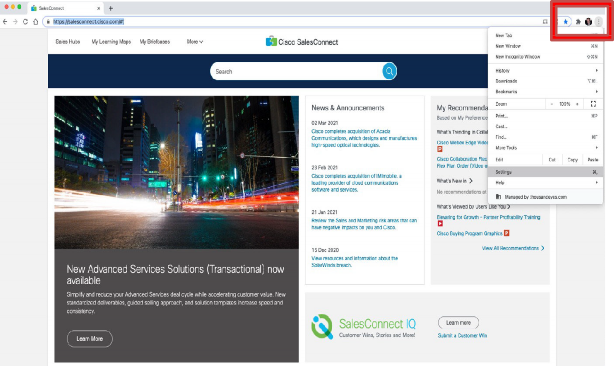 SalesConnect
https://salesconnect.cisco.com/#/
Sales Hubs
My Learning Maps
My Briefcases
More
Cisco SalesConnect
Search
New Advanced Services Solutions (Transactional) now
available
Simplify and reduce your Advanced Services deal cycle while accelerating customer value. New
standardized deliverables, guided selling approach, and solution templates increase speed and
consistency.
Learn More
News & Announcements
02 Mar 2021
Cisco completes acquisition of Acacia
Communications, which designs and manufactures
high-speed optical technologies.
23 Feb 2021
Cisco completes acquisition of IMImobile, a
leading provider of cloud communications
software and services.
21 Jan 2021
Review the Sales and Marketing risk areas that can
have negative impacts to you and Cisco.
15 Dec 2020
View resources and information about the
SolarWinds breach.
My Recommenda
Based on My Preference
What's Trending in Collab
Cisco Webex Edge Video
Cisco Collaboration Flex
Flex Plan Order (Video
What's New in
No recommendations at
What's Viewed by Users Like You
Elevating for Growth - Partner Profitability Training
Cisco Buying Program Graphics
View All Recommendations
SalesConnect IQ
Customer Wins, Stories and More!
Learn more
Submit a Customer Win
New Tab
New Window ⌘N
New Incognito Window ⇧⌘N
History
Downloads
Bookmarks
Zoom - 100% +
Print... ⌘P
Cast...
Find... ⌘F
More Tools
Edit Cut Copy Paste
Settings ⌘,
Help